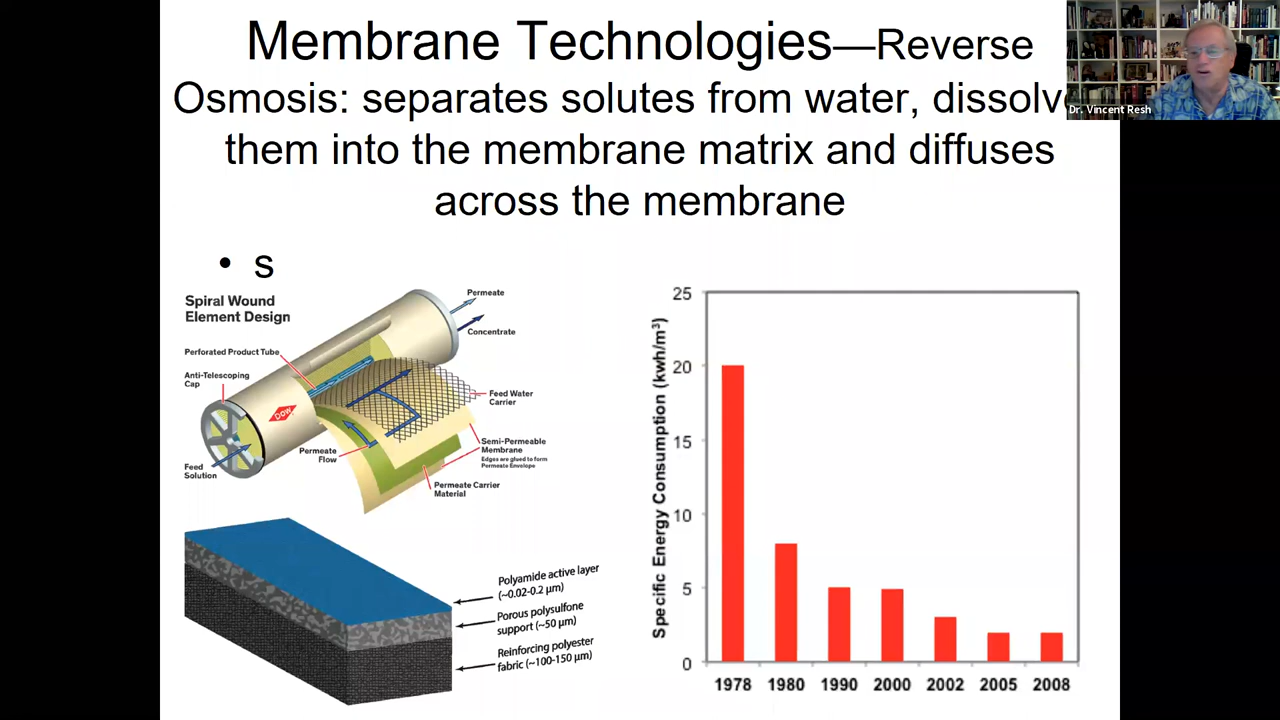 Membrane Technologies—Reverse
Osmosis: separates solutes from water, dissolv
them into the membrane matrix and diffuses
across the membrane
Dr. Vincent Resh
• s
Spiral Wound
Element Design
Permeate
Concentrate
Perforated Product Tube
Anti-Telescoping
Cap
DOW
Feed Water
Carrier
Semi-Permeable
Membrane
Edges are glued to form
Permeate Envelope
Permeate
Flow
Feed
Solution
Permeate Carrier
Material
Polyamide active layer
(~0.02-0.2 µm)
Porous polysulfone
support (~50 µm)
Reinforcing polyester
fabric (~100-150 µm)
Specific Energy Consumption (kwh/m³)
25
20
15
10
5
0
1978 1980 1990 2000 2002 2005 2008